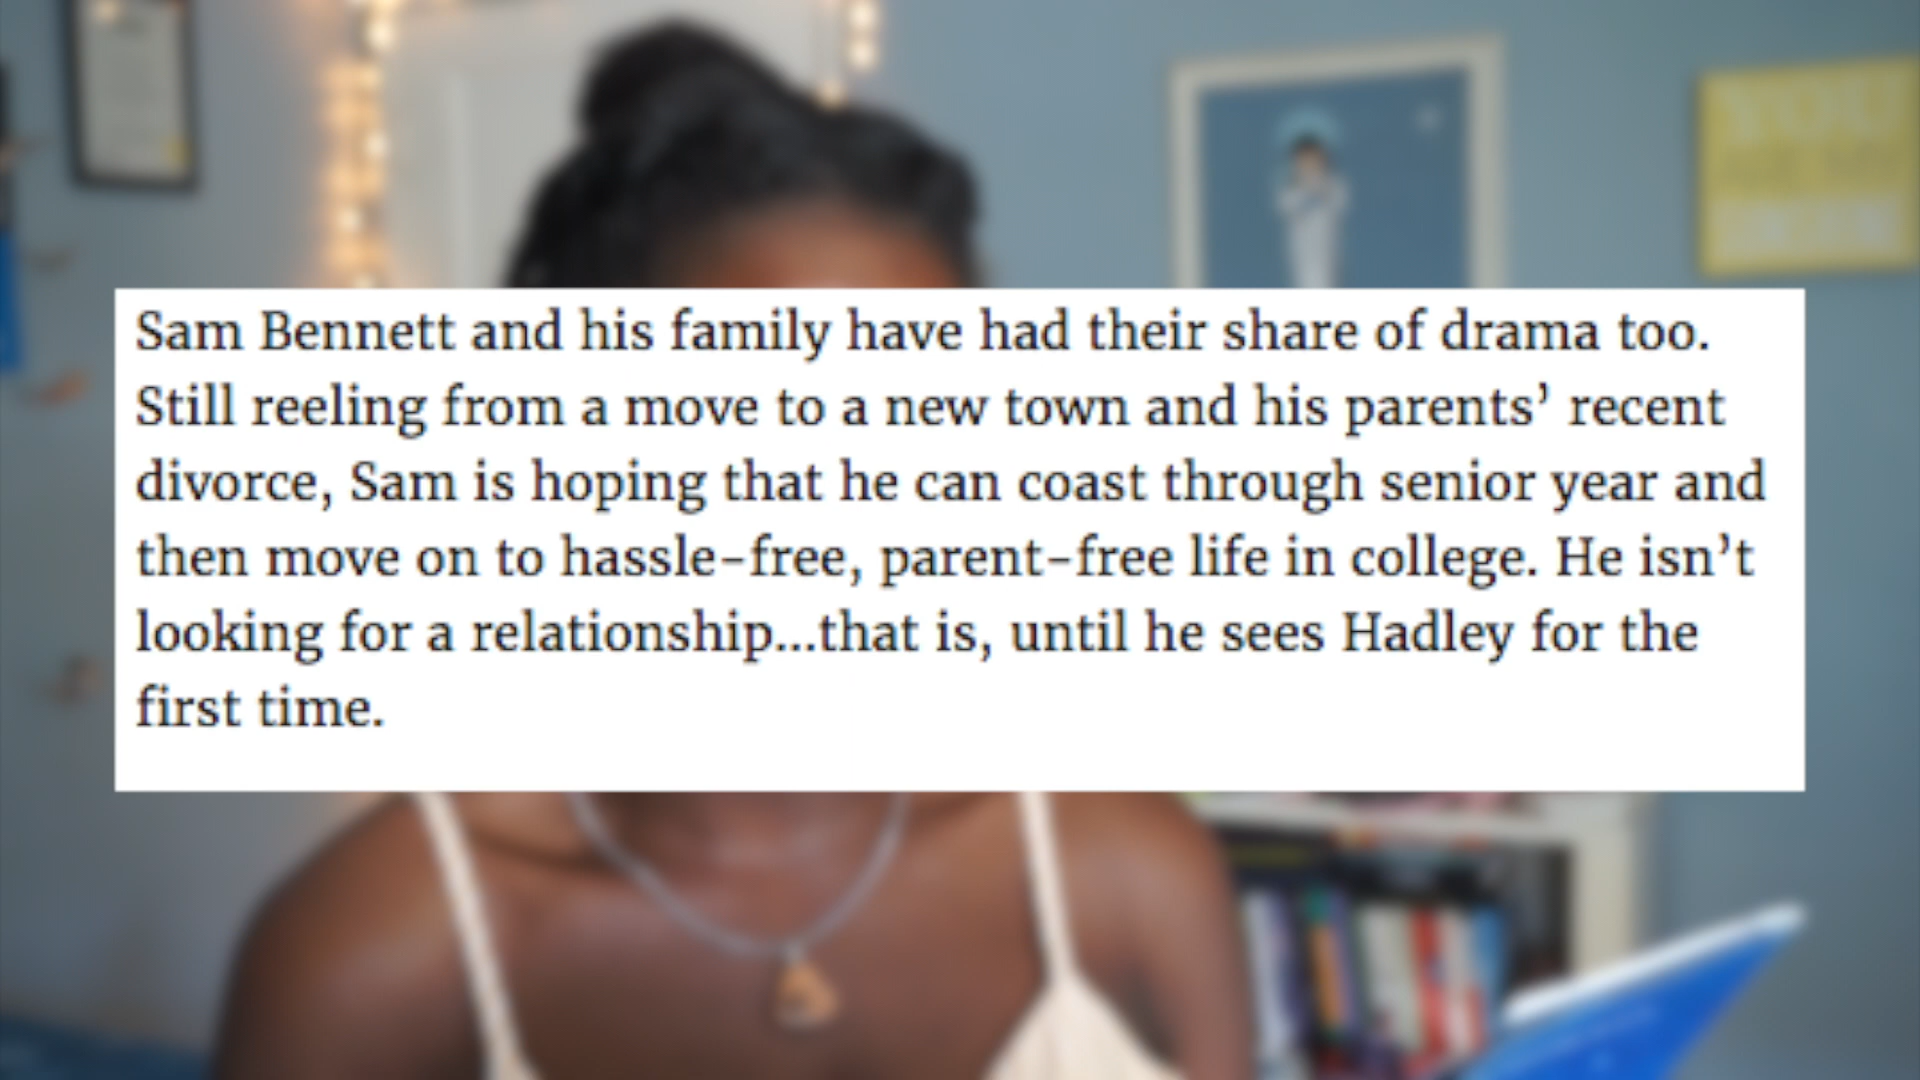 Sam Bennett and his family have had their share of drama too.
Still reeling from a move to a new town and his parents’ recent
divorce, Sam is hoping that he can coast through senior year and
then move on to hassle-free, parent-free life in college. He isn’t
looking for a relationship...that is, until he sees Hadley for the
first time.
YOU